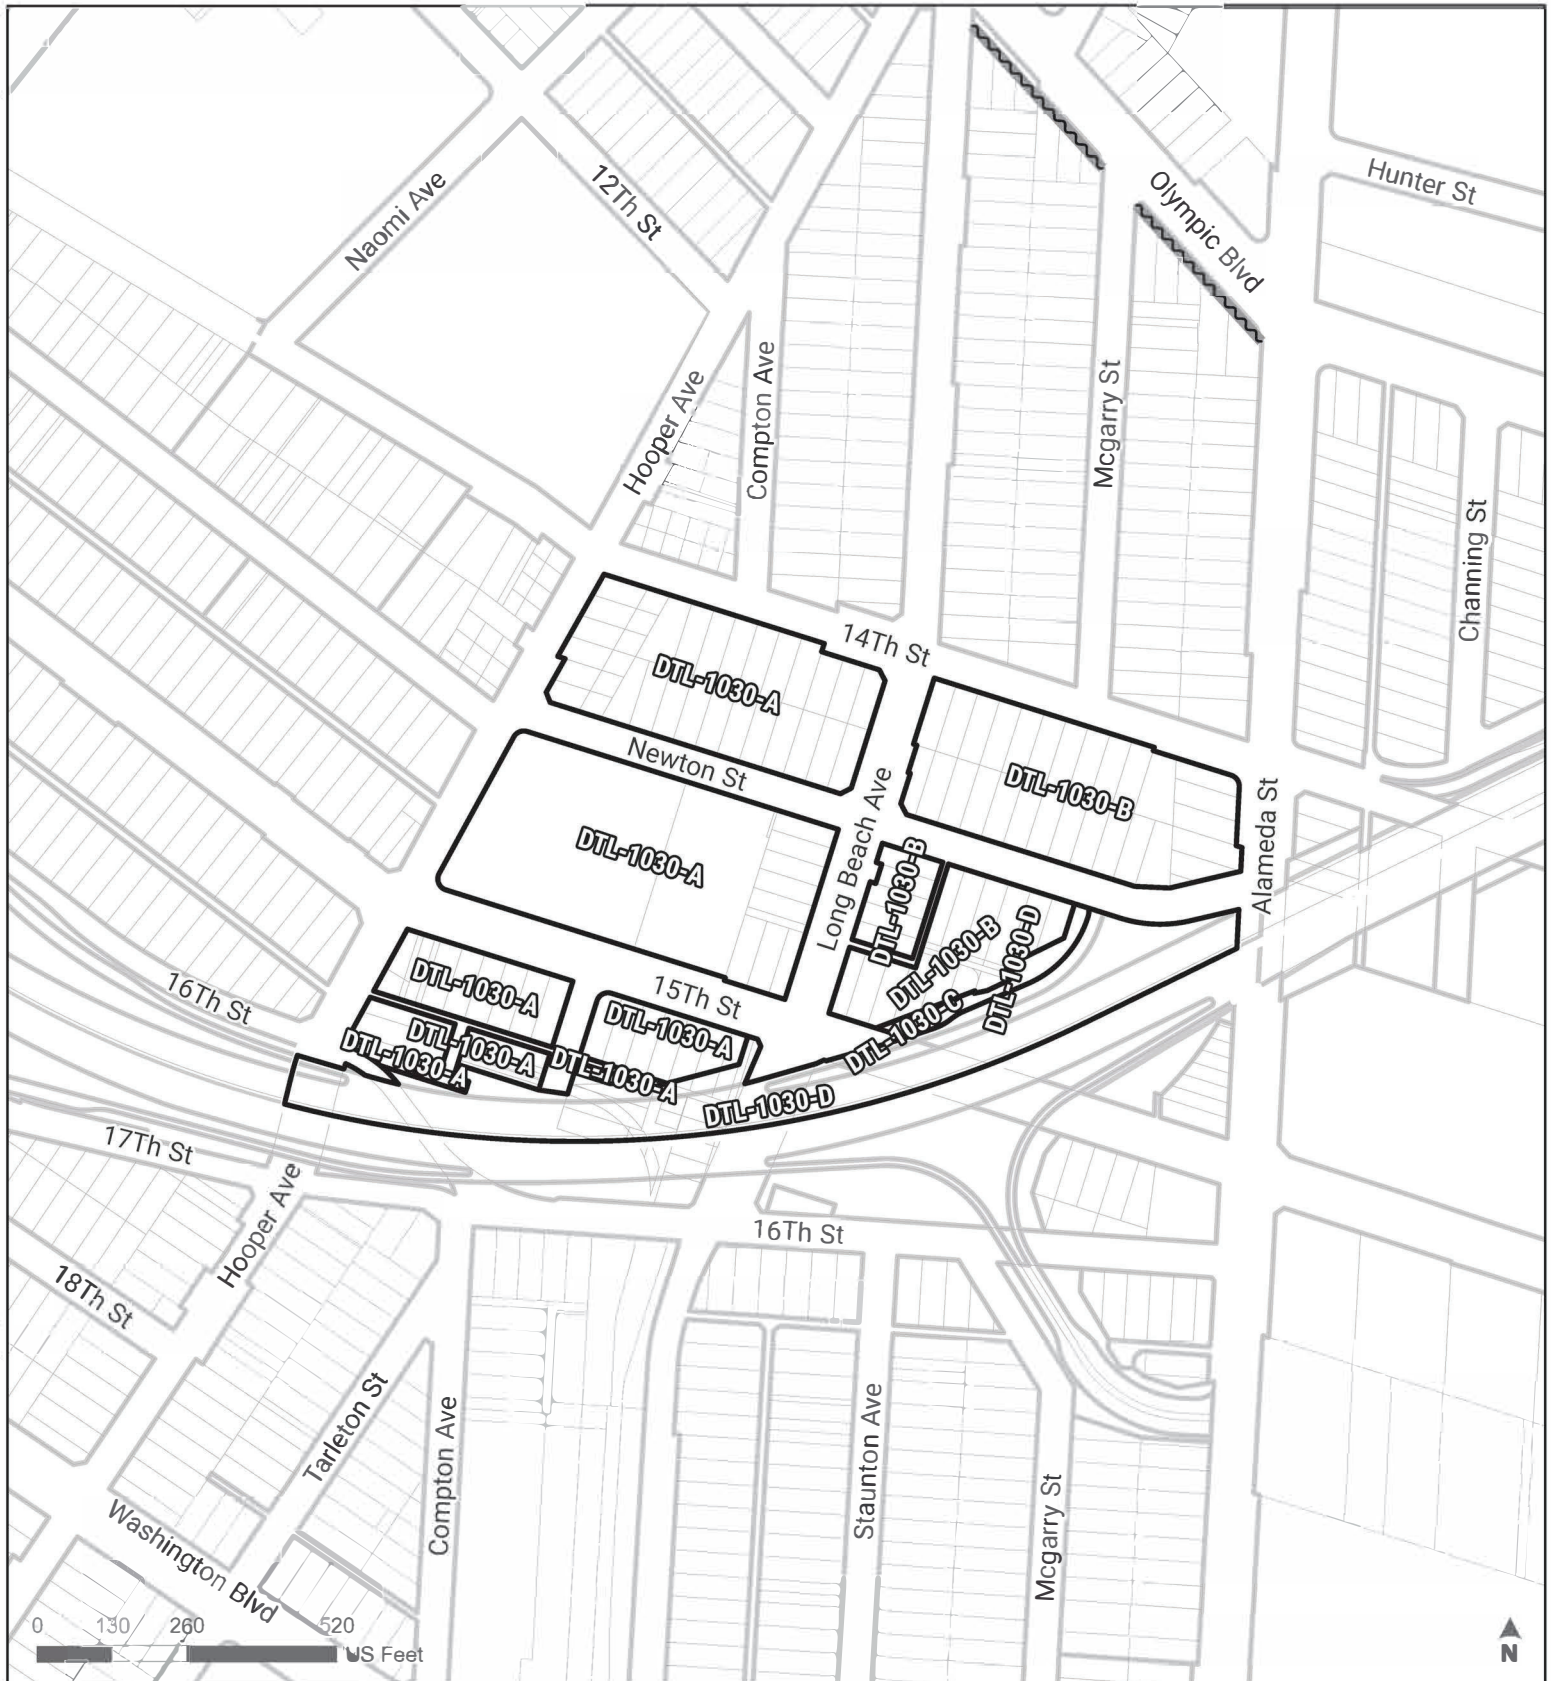 Hunter St
Olympic Blvd
12Th St
Naomi Ave
Hooper Ave
Compton Ave
Mcgarry St
Channing St
14Th St
DTL-1030-A
Newton St
DTL-1030-B
Long Beach Ave
Alameda St
DTL-1030-A
DTL-1030-B
DTL-1030-B
DTL-1030-D
DTL-1030-C
16Th St
DTL-1030-A
15Th St
DTL-1030-A
DTL-1030-A
DTL-1030-A
DTL-1030-A
DTL-1030-D
17Th St
Hooper Ave
16Th St
18Th St
Tarleton St
Compton Ave
Staunton Ave
Mcgarry St
Washington Blvd
0 130 260 520
US Feet
N